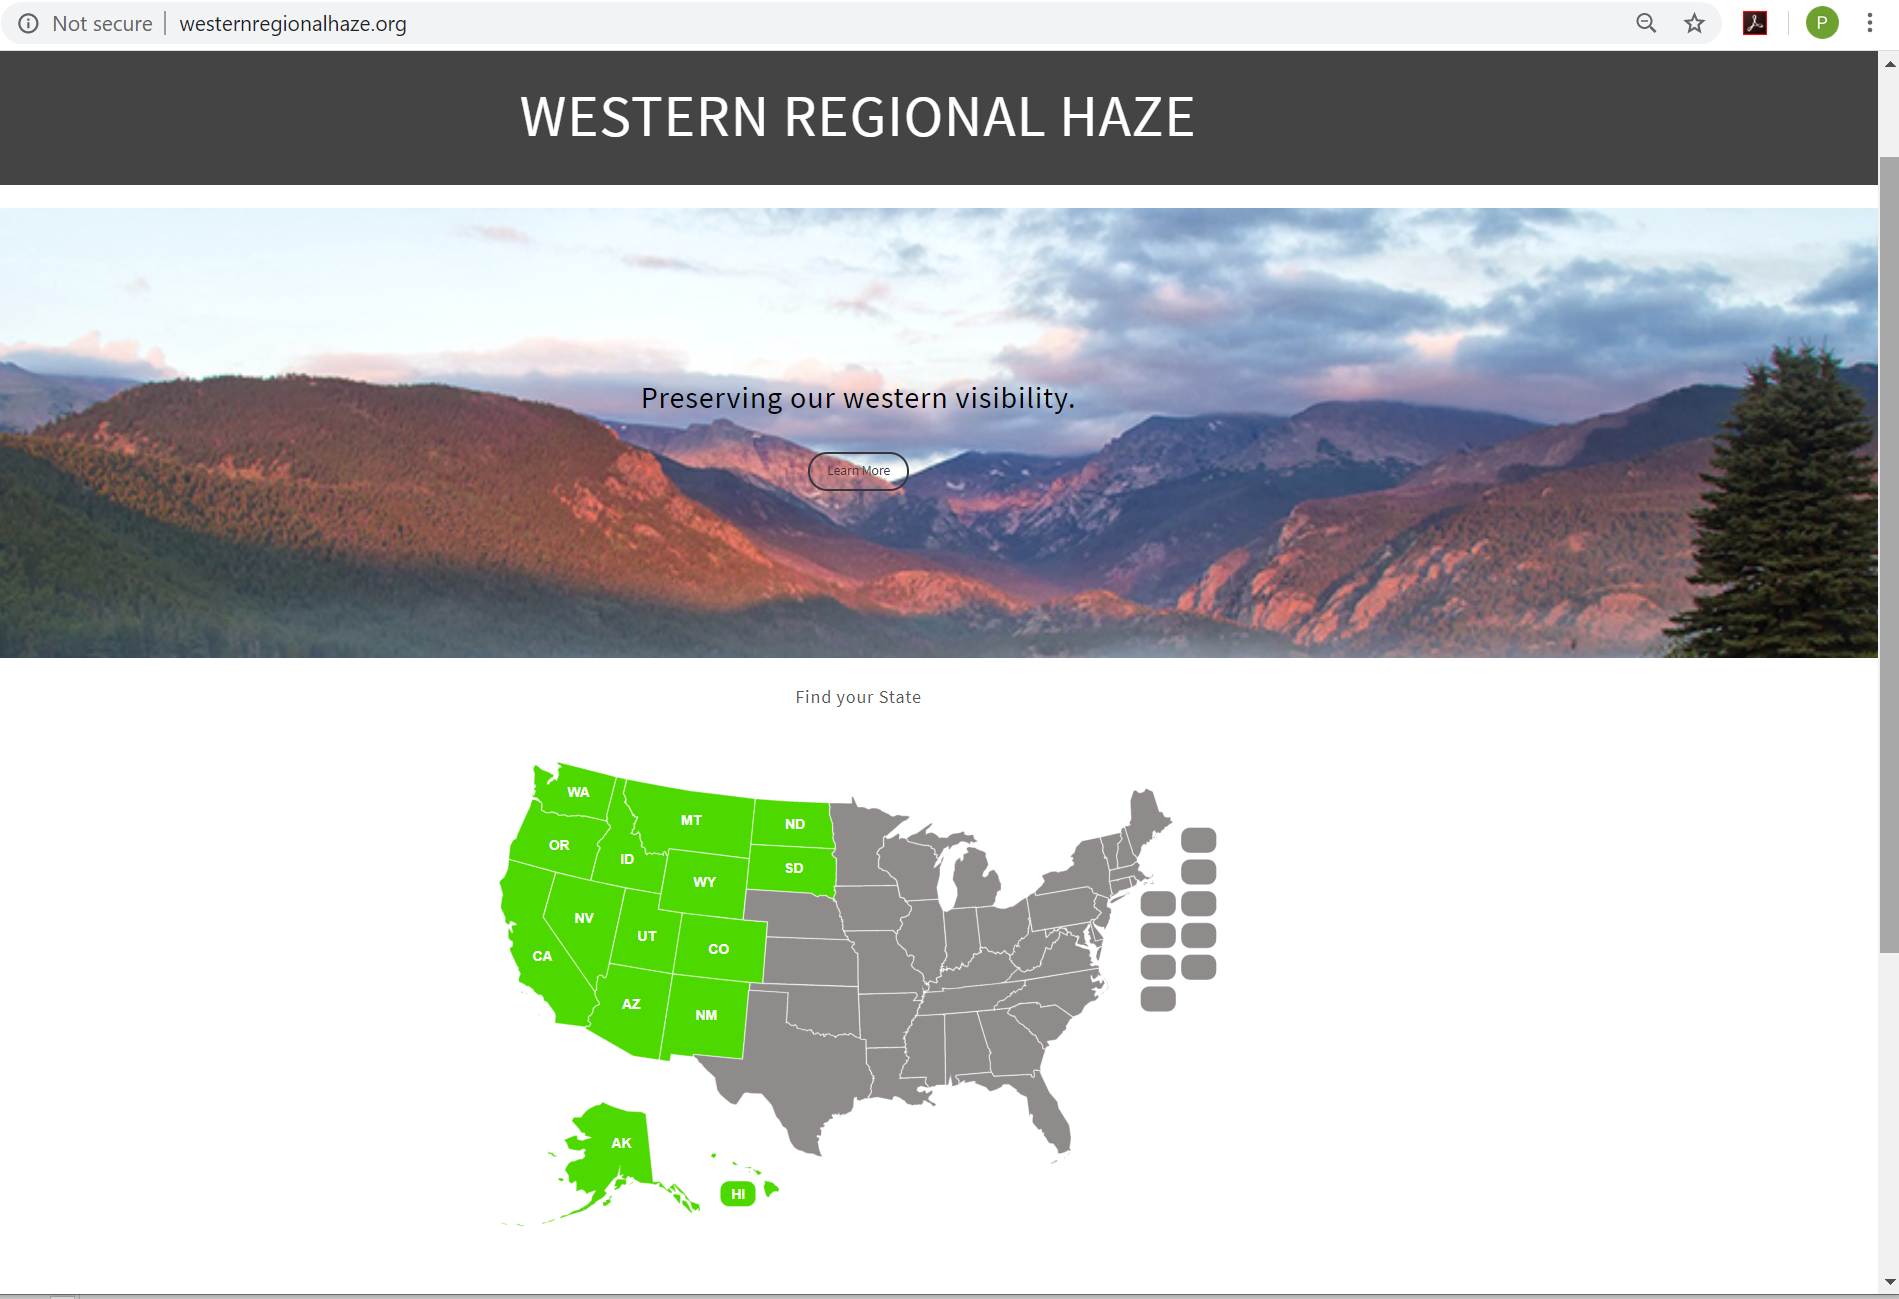 Not secure westernregionalhaze.org
P
WESTERN REGIONAL HAZE
Preserving our western visibility.
Learn More
Find your State
WA
MT
ND
OR
ID
SD
WY
NV
UT
CO
CA
AZ
NM
AK
HI